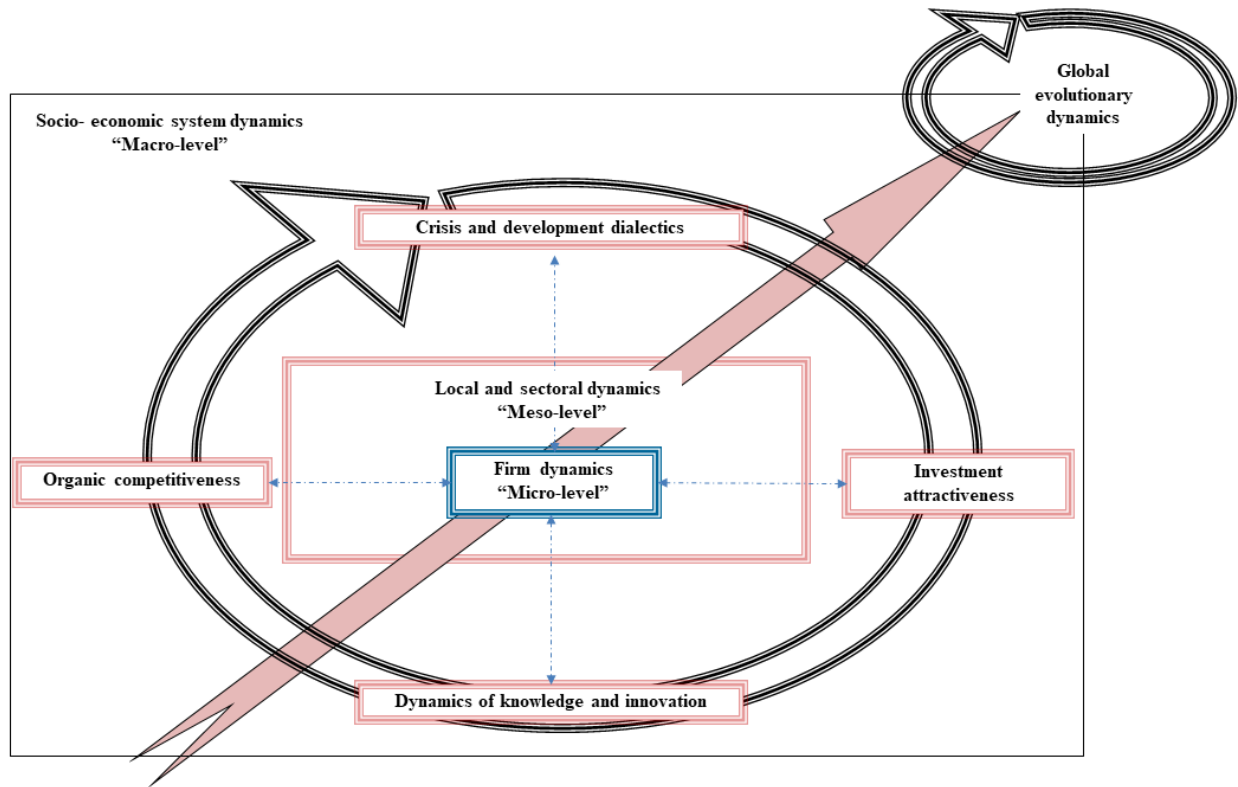 Global
evolutionary
dynamics
Socio- economic system dynamics
“Macro-level”
Crisis and development dialectics
Local and sectoral dynamics
“Meso-level”
Organic competitiveness
Firm dynamics
“Micro-level”
Investment
attractiveness
Dynamics of knowledge and innovation